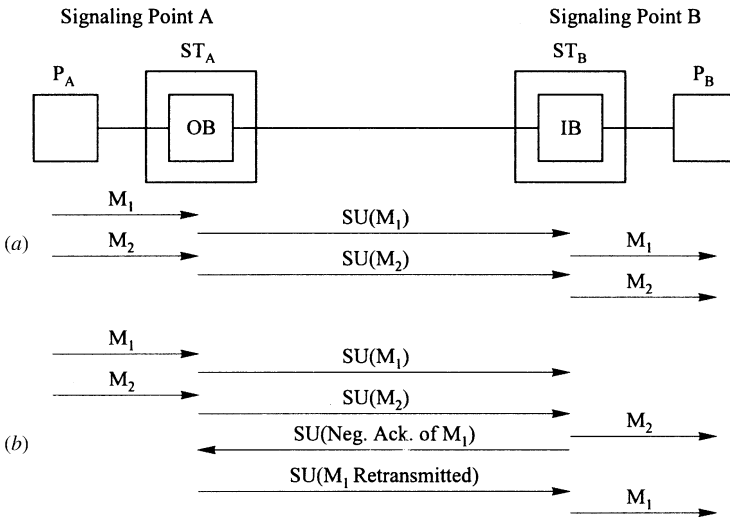 Signaling Point A
Signaling Point B
P_A
ST_A
ST_B
P_B
OB
IB
(a)
M_1
SU(M_1)
M_2
SU(M_2)
M_1
M_2
(b)
M_1
SU(M_1)
M_2
SU(M_2)
SU(Neg. Ack. of M_1)
M_2
SU(M_1 Retransmitted)
M_1